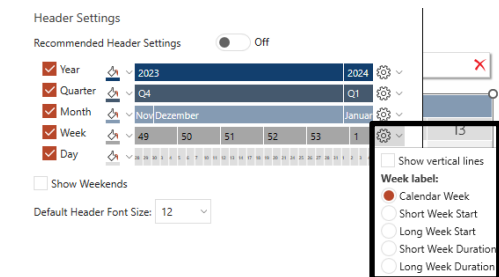 Header Settings
Recommended Header Settings Off
Year 2023 2024
Quarter Q4 Q1
Month Nov Dezember Januar
Week 49 50 51 52 53 1 13
Day
Show Weekends
Default Header Font Size: 12
Show vertical lines
Week label:
Calendar Week
Short Week Start
Long Week Start
Short Week Duration
Long Week Duration